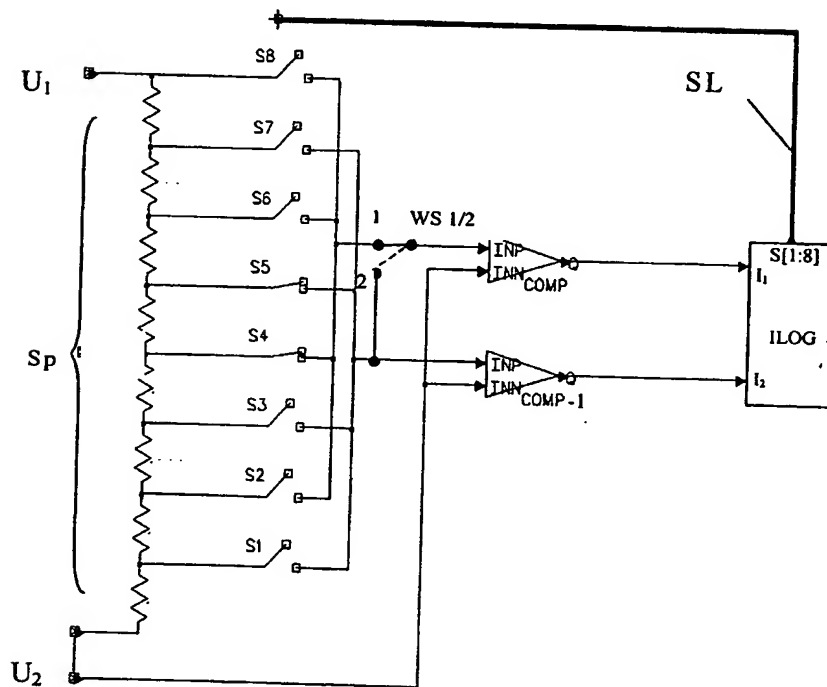 S8
U1
SL
S7
S6
1 WS 1/2
INP
S[1:8]
S5
2
INN COMP
I1
S4
ILOG
Sp
INP
I2
INN COMP-1
S3
S2
S1
U2